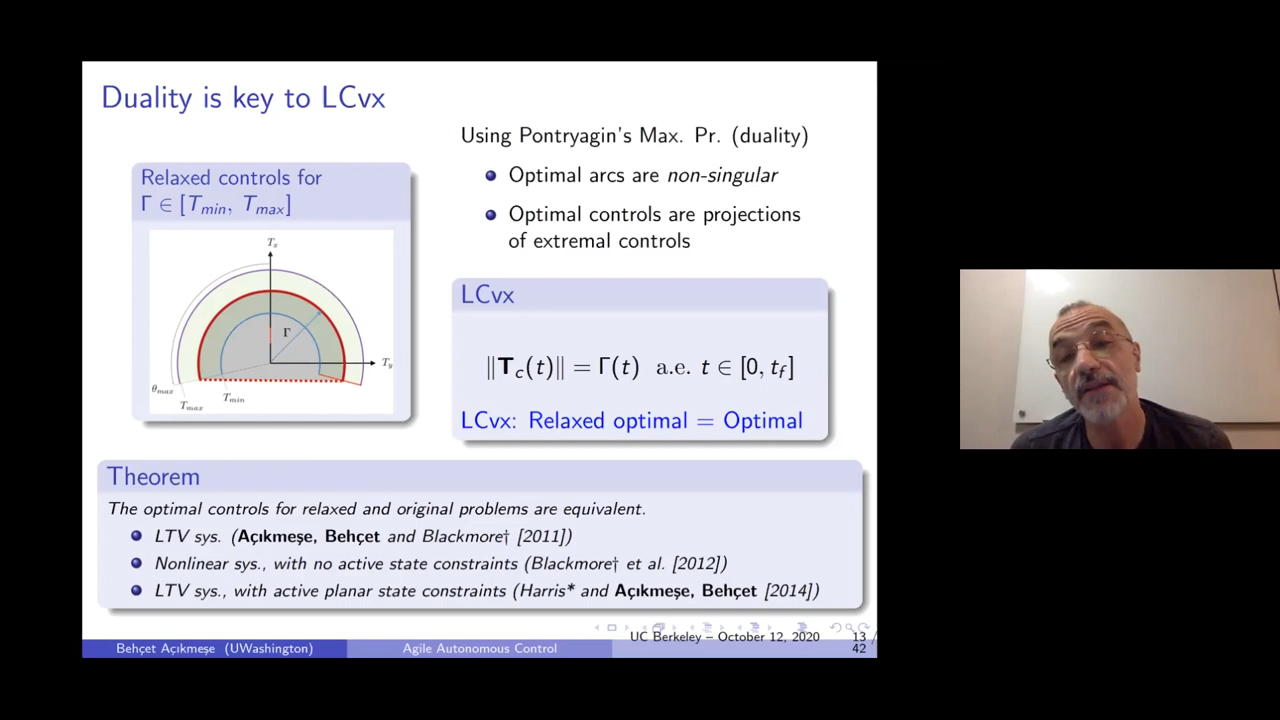 Duality is key to LCvx
Relaxed controls for
Γ ∈ [T_min, T_max]
T_x
Γ
T_y
θ_max
T_max
T_min
Using Pontryagin's Max. Pr. (duality)
Optimal arcs are non-singular
Optimal controls are projections
of extremal controls
LCvx
‖T_c(t)‖ = Γ(t) a.e. t ∈ [0, t_f]
LCvx: Relaxed optimal = Optimal
Theorem
The optimal controls for relaxed and original problems are equivalent.
LTV sys. (Açıkmeşe, Behçet and Blackmore† [2011])
Nonlinear sys., with no active state constraints (Blackmore† et al. [2012])
LTV sys., with active planar state constraints (Harris* and Açıkmeşe, Behçet [2014])
UC Berkeley – October 12, 2020
13 /
42
Behçet Açıkmeşe (UWashington)
Agile Autonomous Control